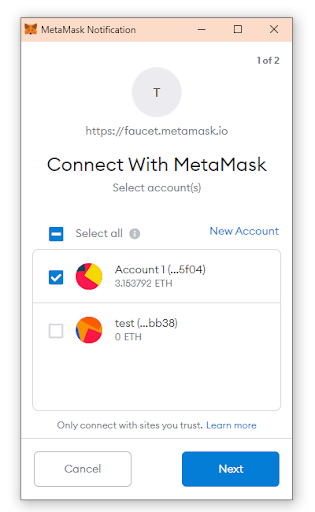 MetaMask Notification
1 of 2
T
https://faucet.metamask.io
Connect With MetaMask
Select account(s)
Select all
New Account
Account 1 (...5f04)
3.153792 ETH
test (...bb38)
0 ETH
Only connect with sites you trust. Learn more
Cancel
Next